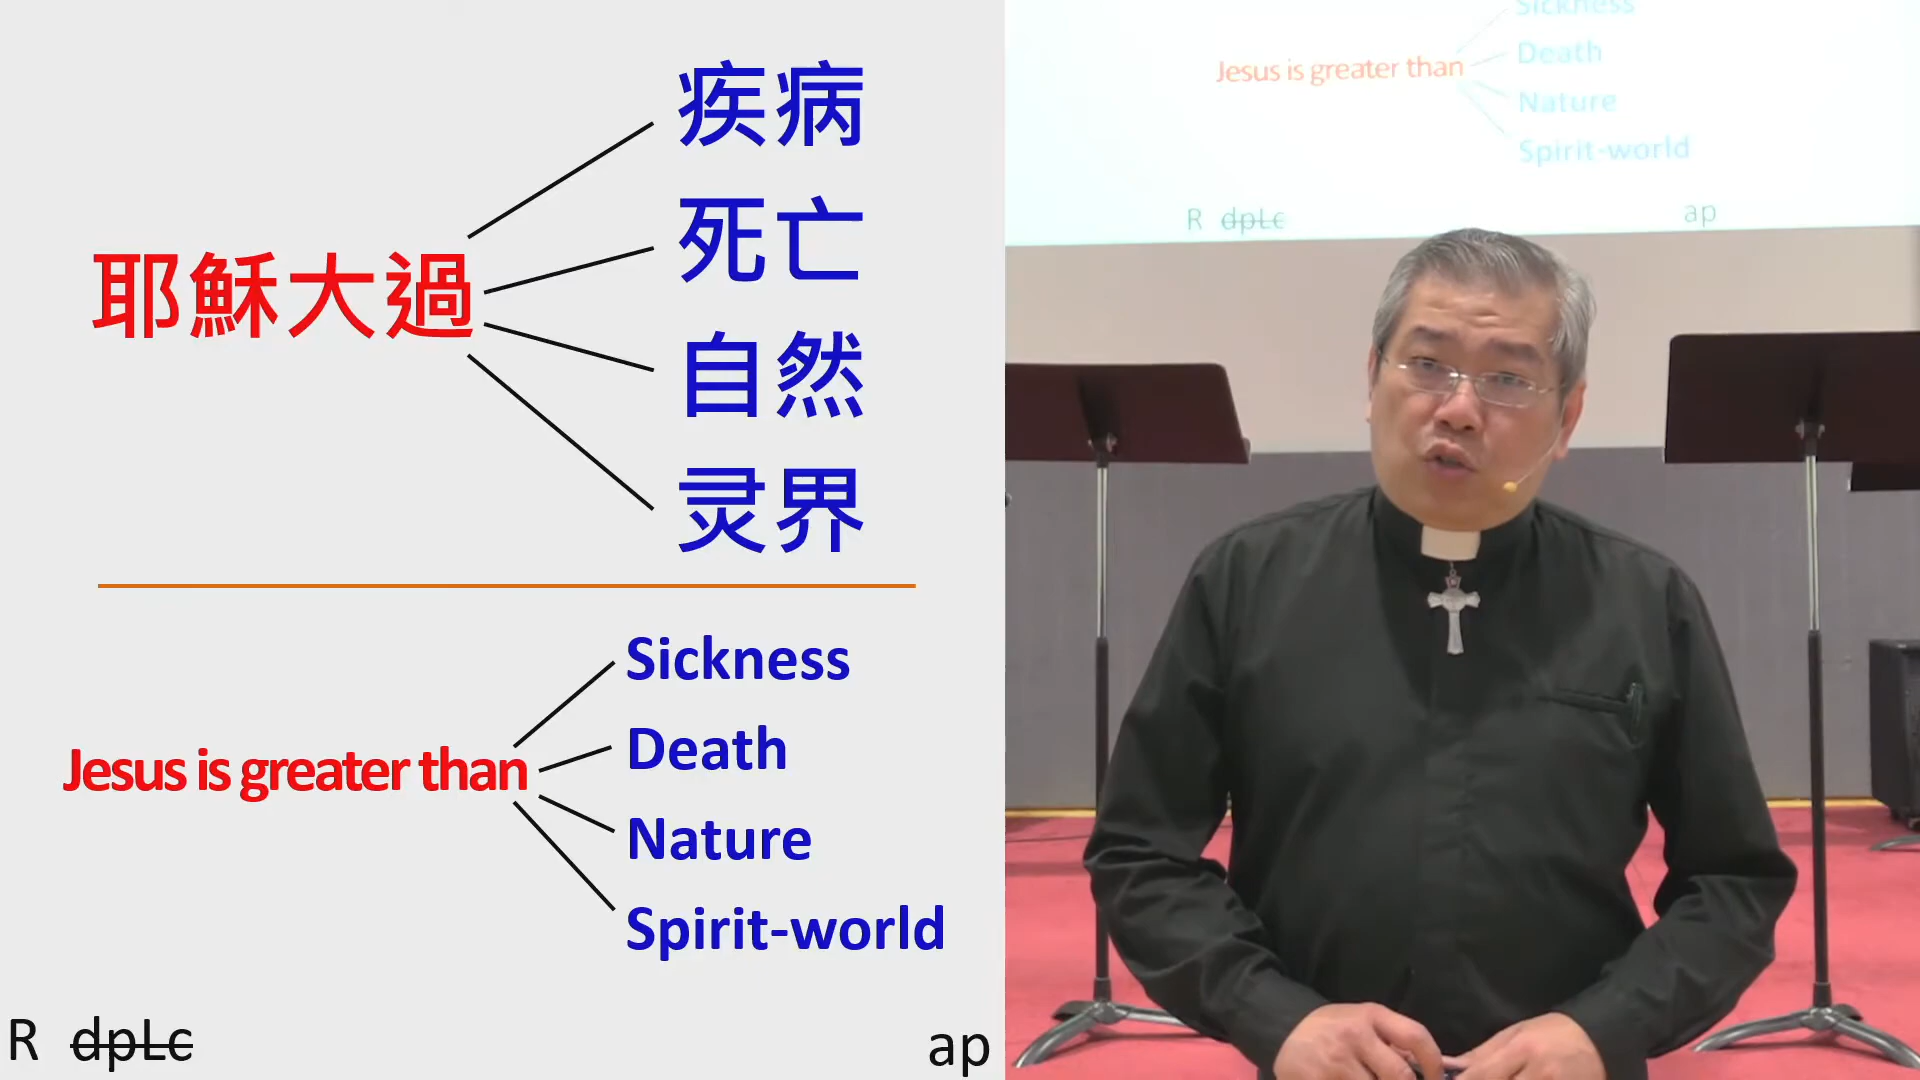 疾病
死亡
耶穌大過
自然
灵界
Sickness
Death
Jesus is greater than
Nature
Spirit-world
R dpLc
ap
Sickness
Death
Jesus is greater than
Nature
Spirit-world
R dpLc
ap